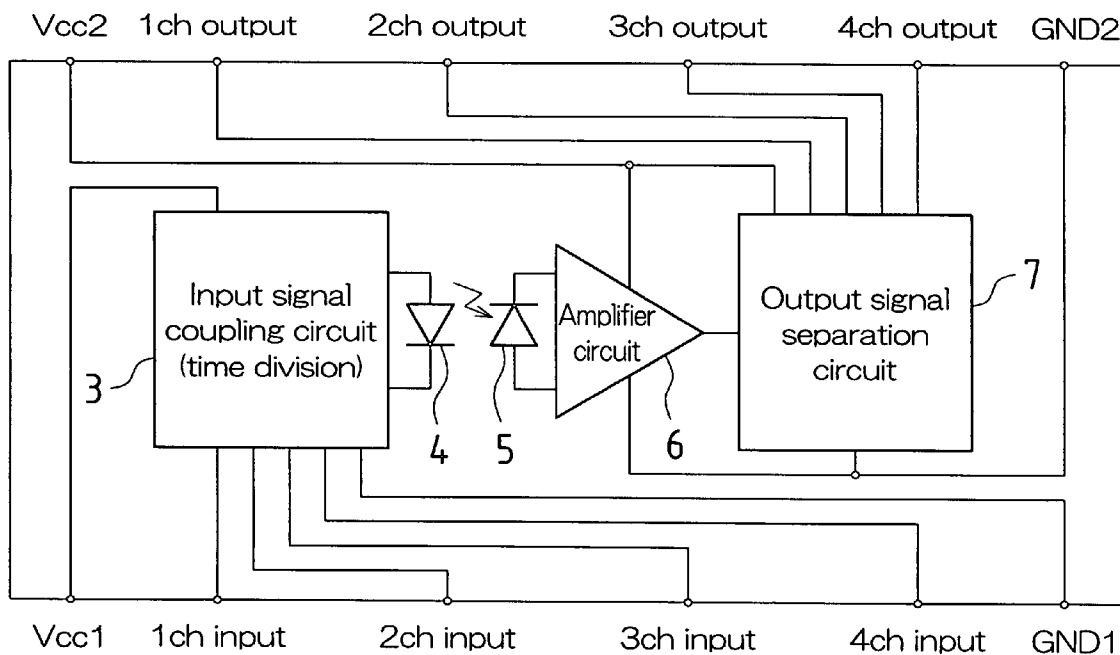 Vcc2 1ch output 2ch output 3ch output 4ch output GND2
Input signal
coupling circuit
(time division)
3
4
5
Amplifier
circuit
6
Output signal
separation
circuit
7
Vcc1 1ch input 2ch input 3ch input 4ch input GND1